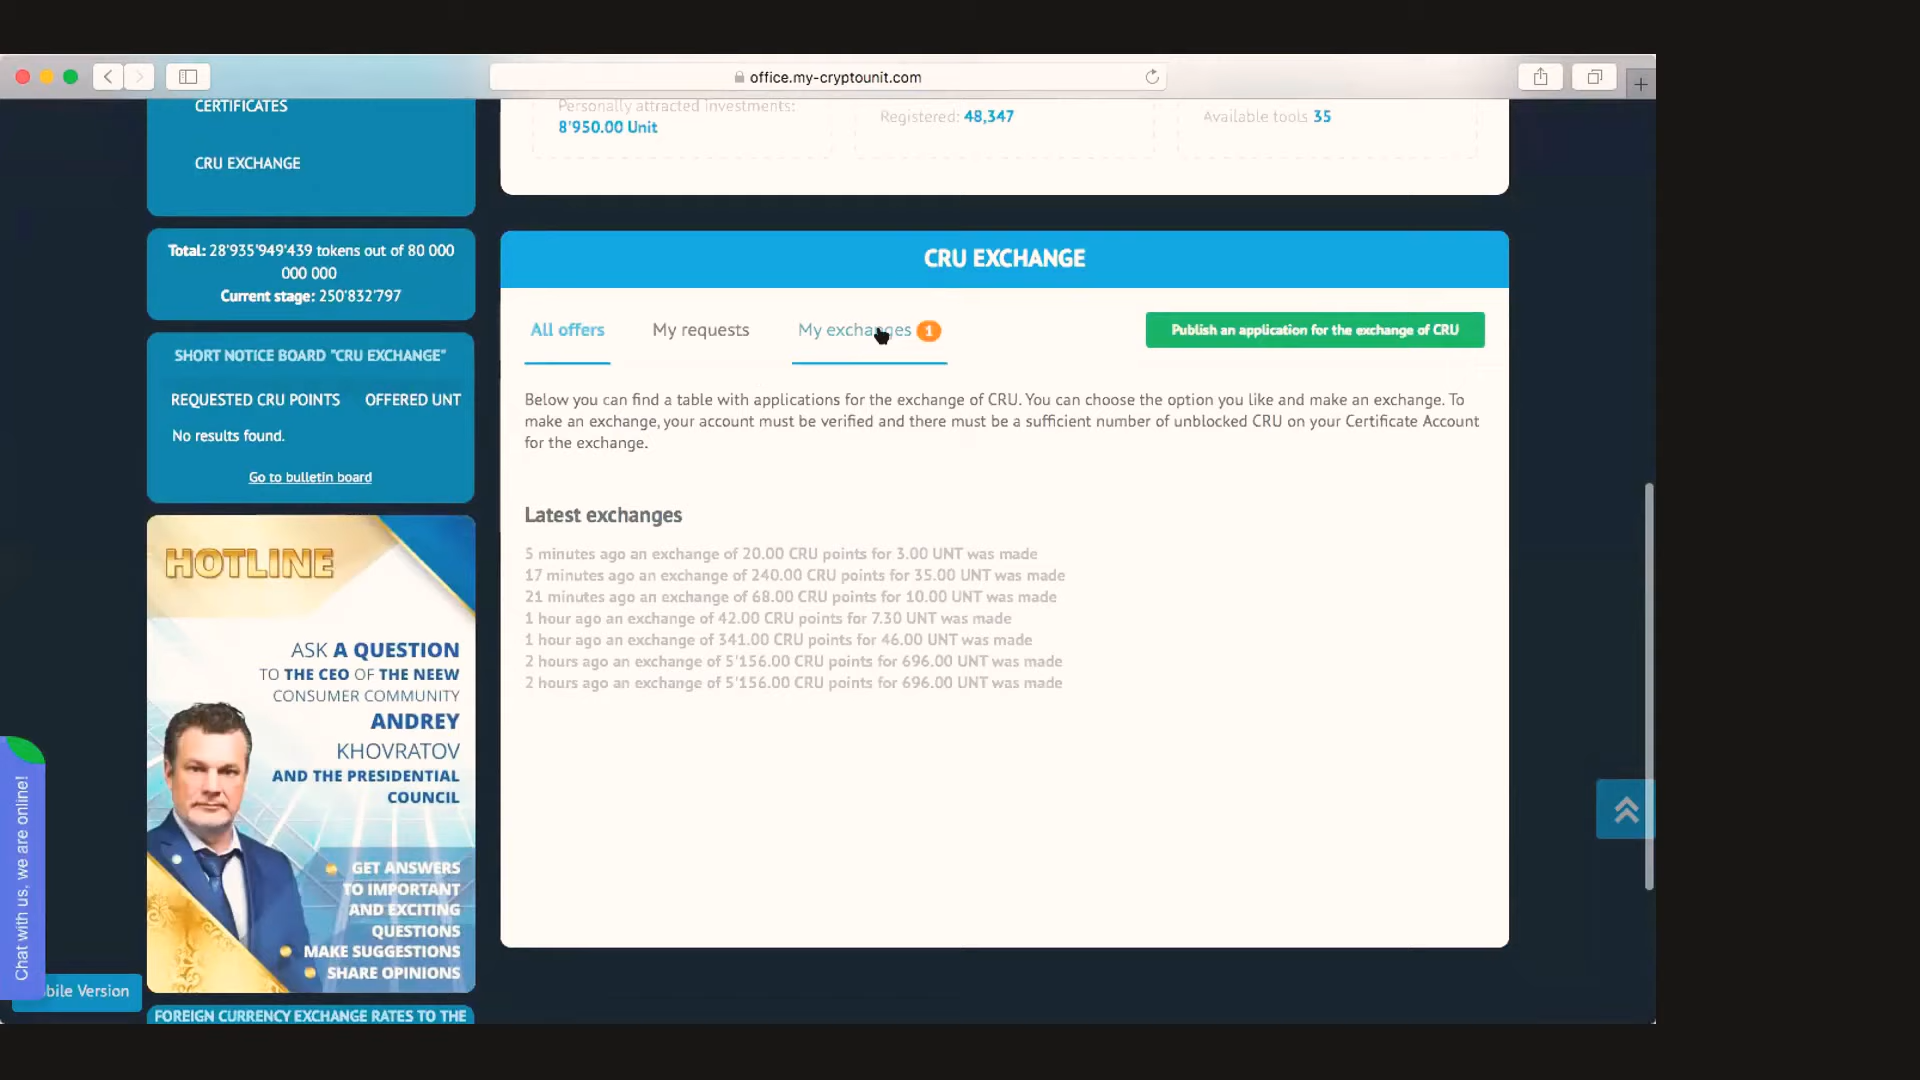 office.my-cryptounit.com
CERTIFICATES
CRU EXCHANGE
Total: 28'935'949'439 tokens out of 80 000
000 000
Current stage: 250'832'797
SHORT NOTICE BOARD "CRU EXCHANGE"
REQUESTED CRU POINTS OFFERED UNT
No results found.
Go to bulletin board
HOTLINE
ASK A QUESTION
TO THE CEO OF THE NEEW
CONSUMER COMMUNITY
ANDREY
KHOVRATOV
AND THE PRESIDENTIAL
COUNCIL
GET ANSWERS
TO IMPORTANT
AND EXCITING
QUESTIONS
MAKE SUGGESTIONS
SHARE OPINIONS
FOREIGN CURRENCY EXCHANGE RATES TO THE
Chat with us, we are online!
bile Version
Personally attracted investments:
8'950.00 Unit
Registered: 48,347
Available tools 35
CRU EXCHANGE
All offers
My requests
My exchanges 1
Publish an application for the exchange of CRU
Below you can find a table with applications for the exchange of CRU. You can choose the option you like and make an exchange. To
make an exchange, your account must be verified and there must be a sufficient number of unblocked CRU on your Certificate Account
for the exchange.
Latest exchanges
5 minutes ago an exchange of 20.00 CRU points for 3.00 UNT was made
17 minutes ago an exchange of 240.00 CRU points for 35.00 UNT was made
21 minutes ago an exchange of 68.00 CRU points for 10.00 UNT was made
1 hour ago an exchange of 42.00 CRU points for 7.30 UNT was made
1 hour ago an exchange of 341.00 CRU points for 46.00 UNT was made
2 hours ago an exchange of 5'156.00 CRU points for 696.00 UNT was made
2 hours ago an exchange of 5'156.00 CRU points for 696.00 UNT was made